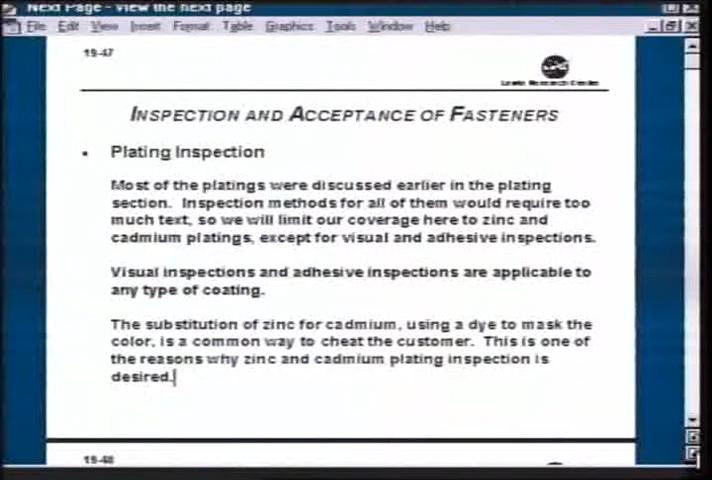 Next Page - View the next page
File Edit View Insert Format Table Graphics Tools Window Help
19-47
Lewis Research Center
INSPECTION AND ACCEPTANCE OF FASTENERS
• Plating Inspection
Most of the platings were discussed earlier in the plating
section. Inspection methods for all of them would require too
much text, so we will limit our coverage here to zinc and
cadmium platings, except for visual and adhesive inspections.
Visual inspections and adhesive inspections are applicable to
any type of coating.
The substitution of zinc for cadmium, using a dye to mask the
color, is a common way to cheat the customer. This is one of
the reasons why zinc and cadmium plating inspection is
desired.
19-48